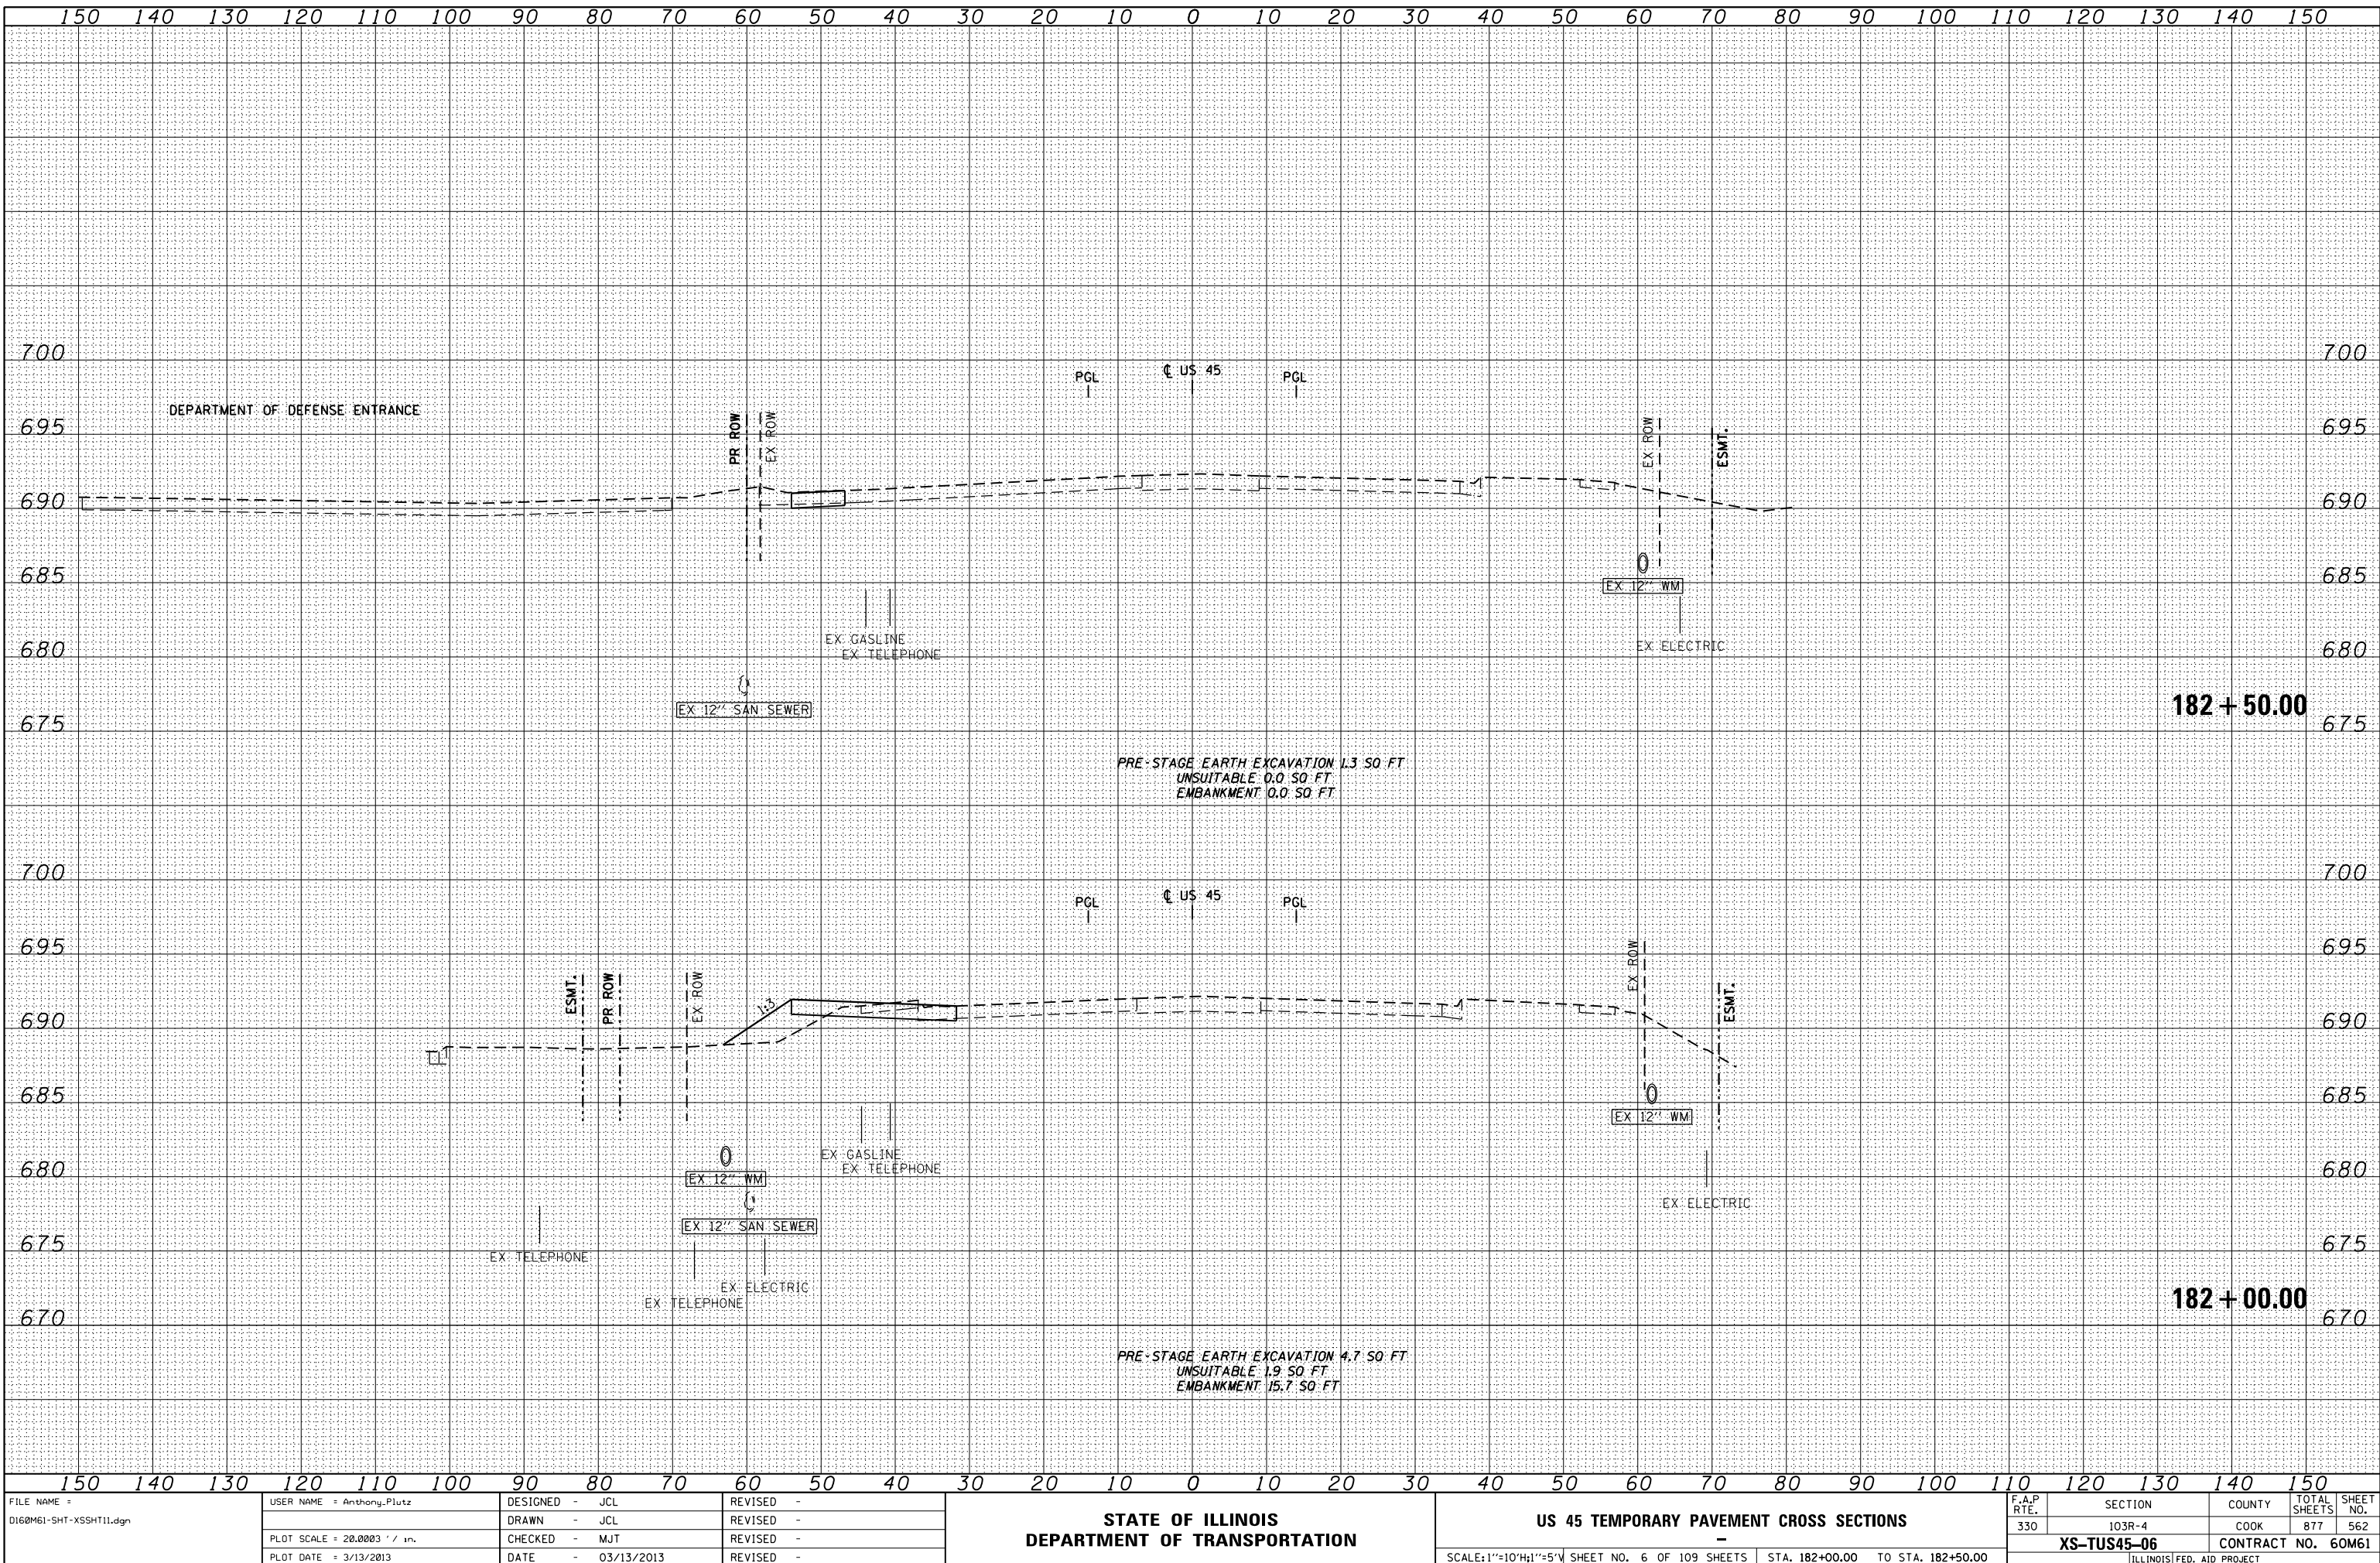 150 140 130 120 110 100 90 80 70 60 50 40 30 20 10 0 10 20 30 40 50 60 70 80 90 100 110 120 130 140 150
700 700
PGL ℄ US 45 PGL
DEPARTMENT OF DEFENSE ENTRANCE
695 695
PR ROW EX ROW EX ROW ESMT.
690 690
685 685
EX 12'' WM
EX GASLINE
EX TELEPHONE
EX ELECTRIC
680 680
EX 12'' SAN SEWER
182+50.00
675 675
PRE-STAGE EARTH EXCAVATION 1.3 SQ FT
UNSUITABLE 0.0 SQ FT
EMBANKMENT 0.0 SQ FT
700 700
PGL ℄ US 45 PGL
695 695
ESMT. PR ROW EX ROW EX ROW ESMT.
1:3
690 690
685 685
EX 12'' WM
EX GASLINE
EX TELEPHONE
680 680
EX 12'' WM
EX ELECTRIC
EX 12'' SAN SEWER
675 675
EX TELEPHONE
EX ELECTRIC
EX TELEPHONE
182+00.00
670 670
PRE-STAGE EARTH EXCAVATION 4.7 SQ FT
UNSUITABLE 1.9 SQ FT
EMBANKMENT 15.7 SQ FT
150 140 130 120 110 100 90 80 70 60 50 40 30 20 10 0 10 20 30 40 50 60 70 80 90 100 110 120 130 140 150
FILE NAME =
D160M61-SHT-XSSHT11.dgn
USER NAME = Anthony_Plutz
PLOT SCALE = 20.0003 ' / in.
PLOT DATE = 3/13/2013
DESIGNED - JCL
DRAWN - JCL
CHECKED - MJT
DATE - 03/13/2013
REVISED -
REVISED -
REVISED -
REVISED -
STATE OF ILLINOIS
DEPARTMENT OF TRANSPORTATION
US 45 TEMPORARY PAVEMENT CROSS SECTIONS
–
SCALE: 1''=10'H;1''=5'V SHEET NO. 6 OF 109 SHEETS STA. 182+00.00 TO STA. 182+50.00
F.A.P RTE. SECTION COUNTY TOTAL SHEETS SHEET NO.
330 103R-4 COOK 877 562
XS–TUS45–06 CONTRACT NO. 60M61
ILLINOIS FED. AID PROJECT